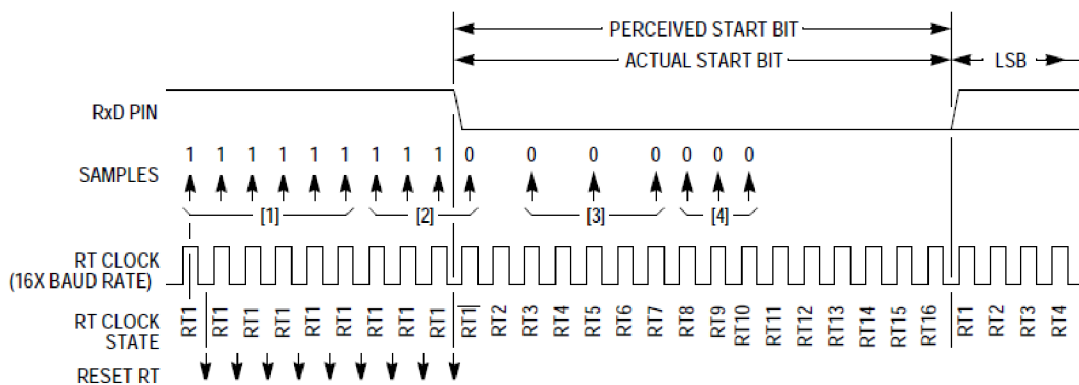 PERCEIVED START BIT
ACTUAL START BIT LSB
RxD PIN
1 1 1 1 1 1 1 1 1 0 0 0 0 0 0 0
SAMPLES
[1] [2] [3] [4]
RT CLOCK
(16X BAUD RATE)
RT CLOCK
STATE
RT1 RT1 RT1 RT1 RT1 RT1 RT1 RT1 RT1 RT1 RT2 RT3 RT4 RT5 RT6 RT7 RT8 RT9 RT10 RT11 RT12 RT13 RT14 RT15 RT16 RT1 RT2 RT3 RT4
RESET RT